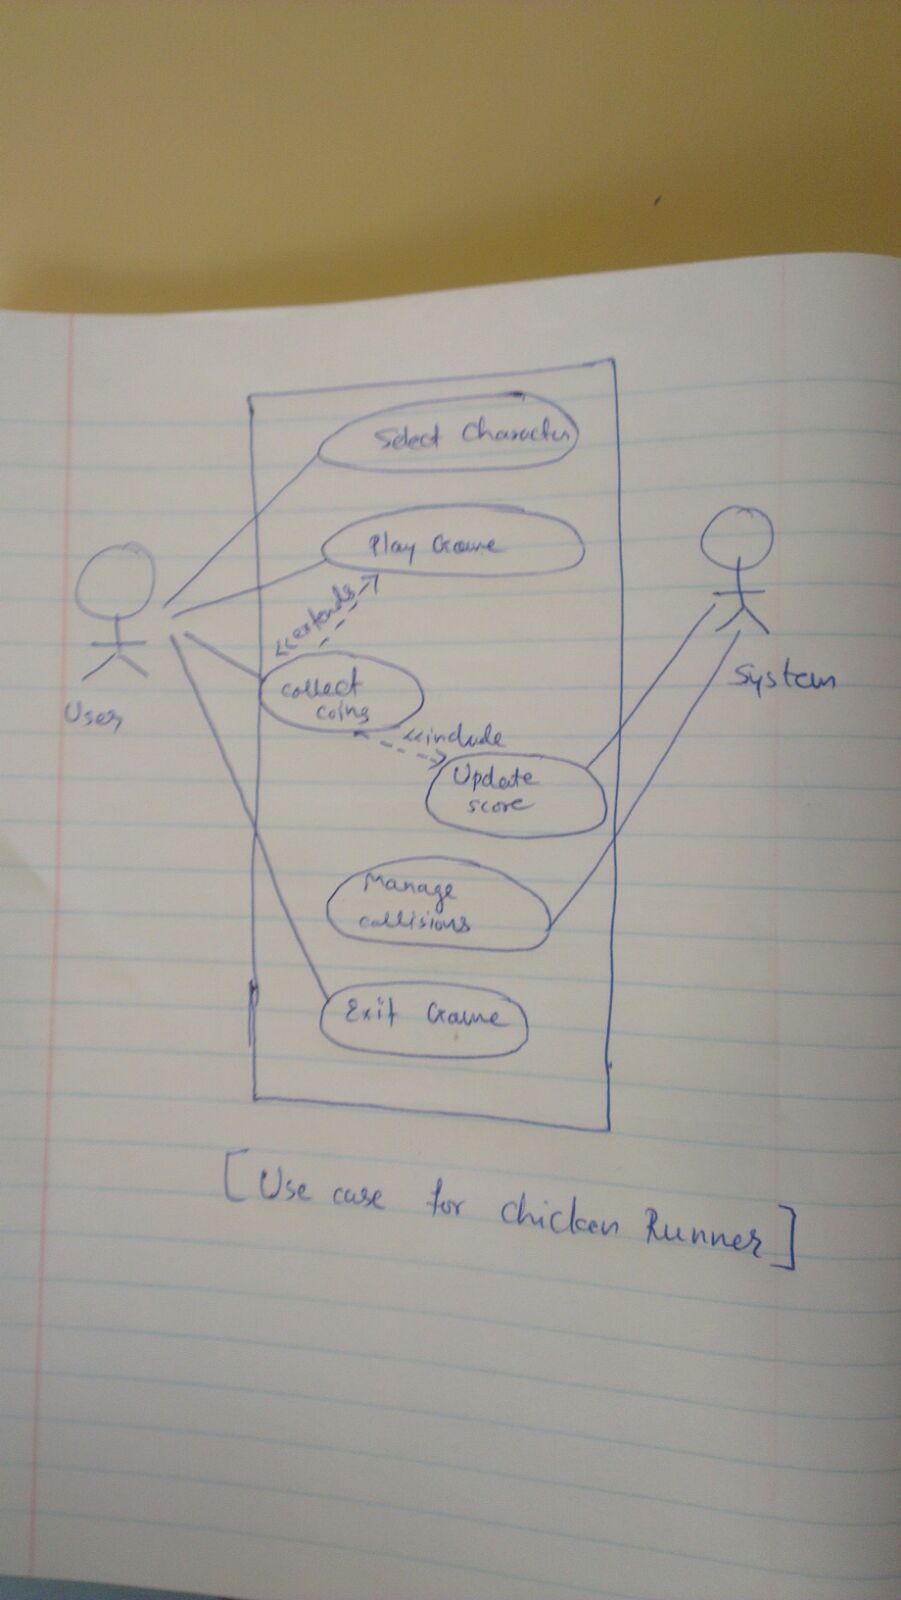 Select Character
Play Game
<<extends
collect
coins
<<include
Update
score
Manage
collisions
Exit Game
User
System
[Use case for chicken Runner]